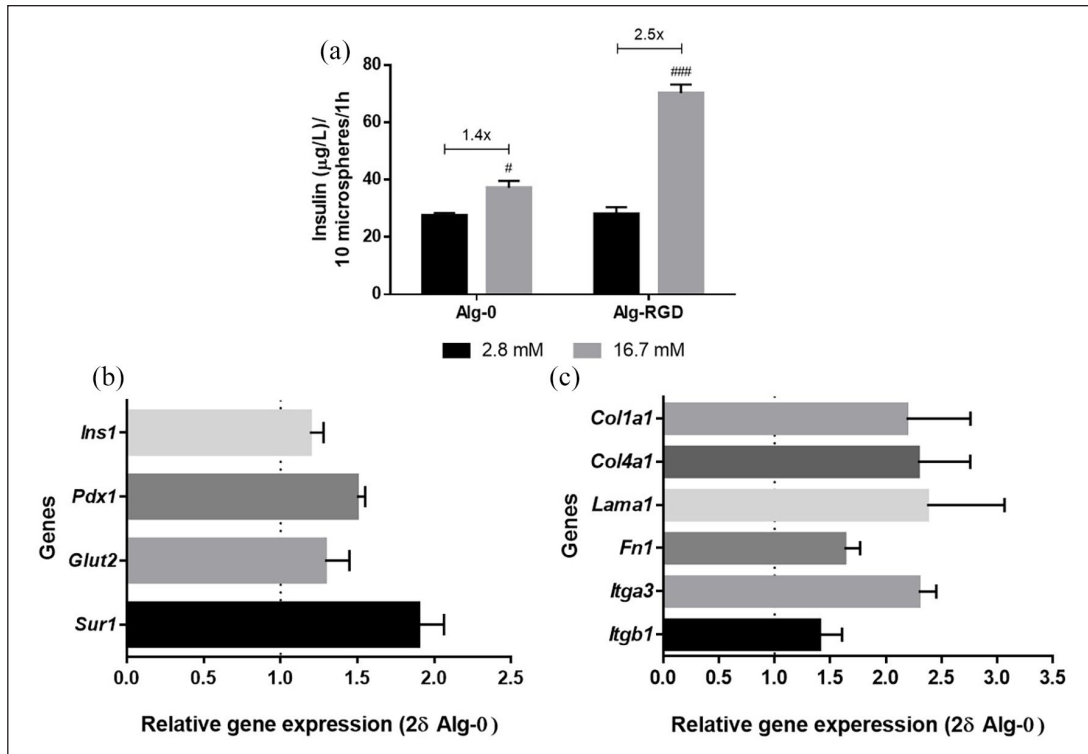 (a)
2.5x
###
1.4x
#
80
60
40
20
0
Insulin (µg/L)/
10 microspheres/1h
Alg-0
Alg-RGD
2.8 mM
16.7 mM
(b)
Genes
Ins1
Pdx1
Glut2
Sur1
0.0 0.5 1.0 1.5 2.0 2.5
Relative gene expression (2δ Alg-0)
(c)
Genes
Col1a1
Col4a1
Lama1
Fn1
Itga3
Itgb1
0.0 0.5 1.0 1.5 2.0 2.5 3.0 3.5
Relative gene experession (2δ Alg-0)